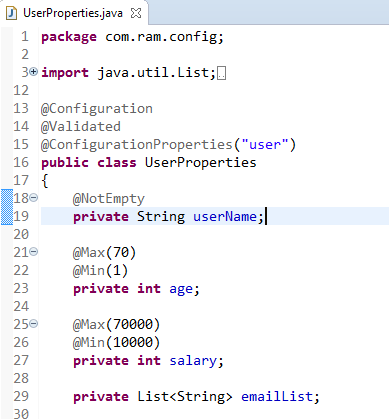 UserProperties.java
1 package com.ram.config;
2
3 import java.util.List;
12
13 @Configuration
14 @Validated
15 @ConfigurationProperties("user")
16 public class UserProperties
17 {
18 @NotEmpty
19 private String userName;
20
21 @Max(70)
22 @Min(1)
23 private int age;
24
25 @Max(70000)
26 @Min(10000)
27 private int salary;
28
29 private List<String> emailList;
30